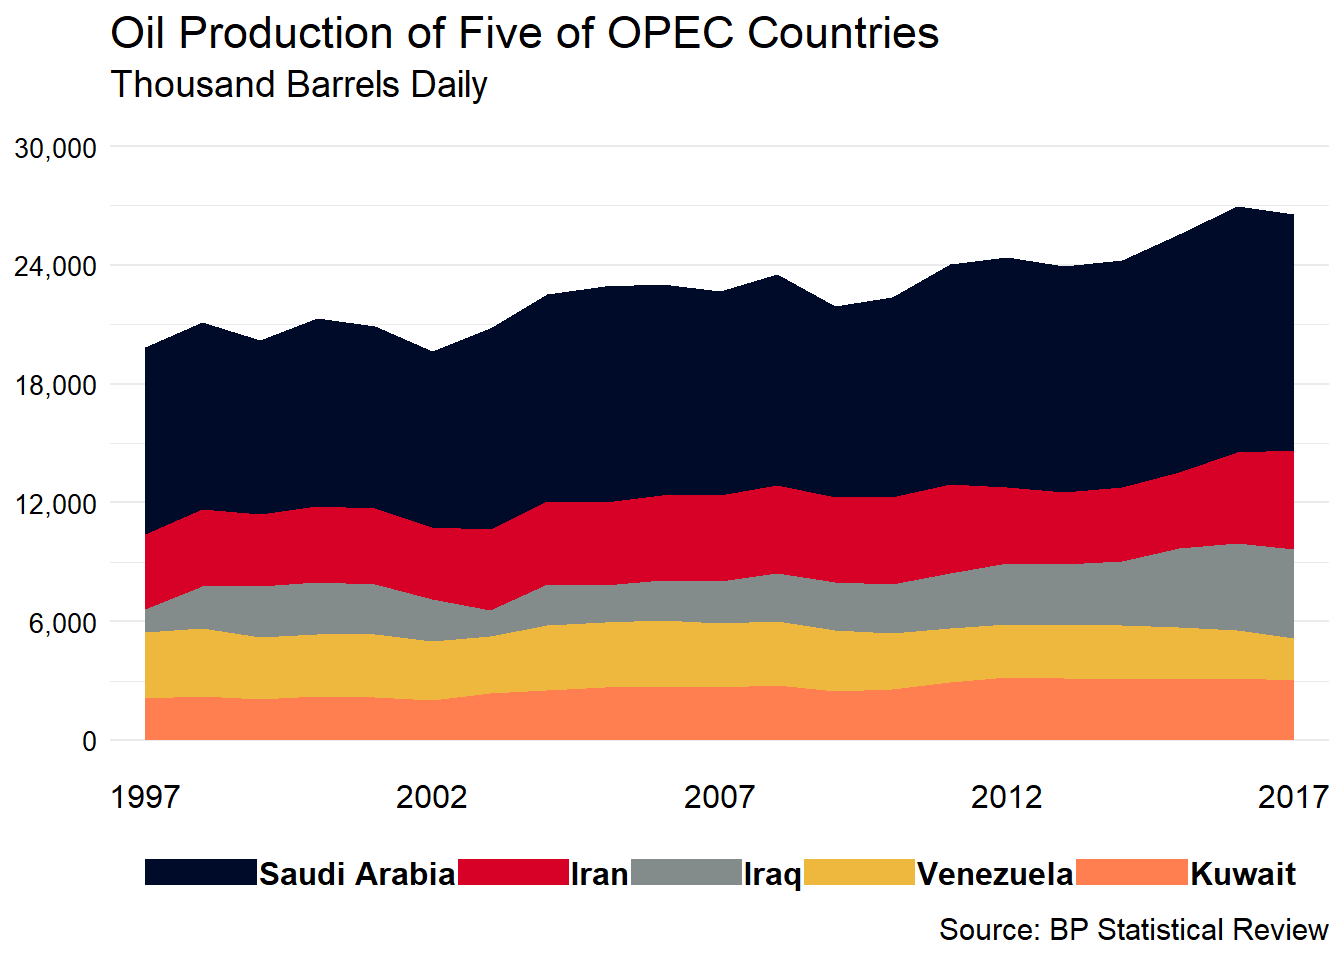 Oil Production of Five of OPEC Countries
Thousand Barrels Daily
30,000
24,000
18,000
12,000
6,000
0
1997 2002 2007 2012 2017
Saudi Arabia Iran Iraq Venezuela Kuwait
Source: BP Statistical Review